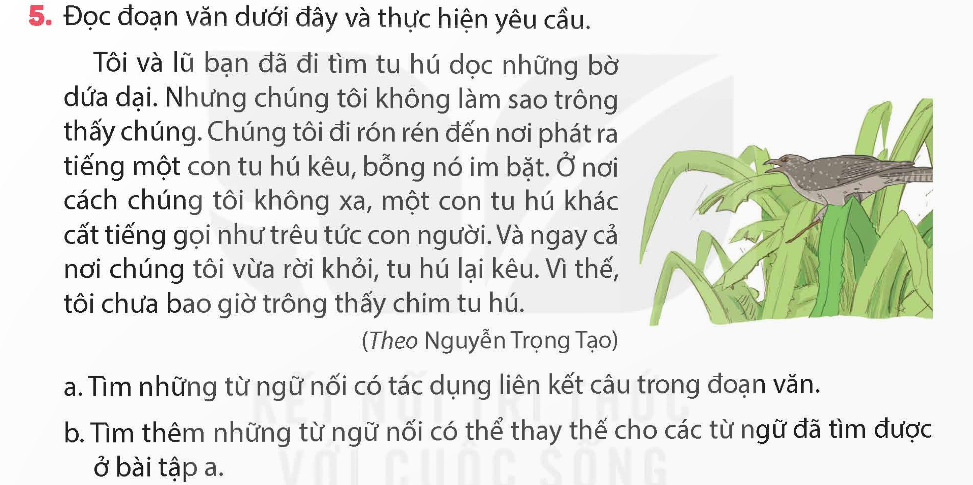 5. Đọc đoạn văn dưới đây và thực hiện yêu cầu.
Tôi và lũ bạn đã đi tìm tu hú dọc những bờ
dứa dại. Nhưng chúng tôi không làm sao trông
thấy chúng. Chúng tôi đi rón rén đến nơi phát ra
tiếng một con tu hú kêu, bỗng nó im bặt. Ở nơi
cách chúng tôi không xa, một con tu hú khác
cất tiếng gọi như trêu tức con người. Và ngay cả
nơi chúng tôi vừa rời khỏi, tu hú lại kêu. Vì thế,
tôi chưa bao giờ trông thấy chim tu hú.
(Theo Nguyễn Trọng Tạo)
a. Tìm những từ ngữ nối có tác dụng liên kết câu trong đoạn văn.
b. Tìm thêm những từ ngữ nối có thể thay thế cho các từ ngữ đã tìm được
ở bài tập a.
KẾT NỐI TRI THỨC
VỚI CUỘC SỐNG